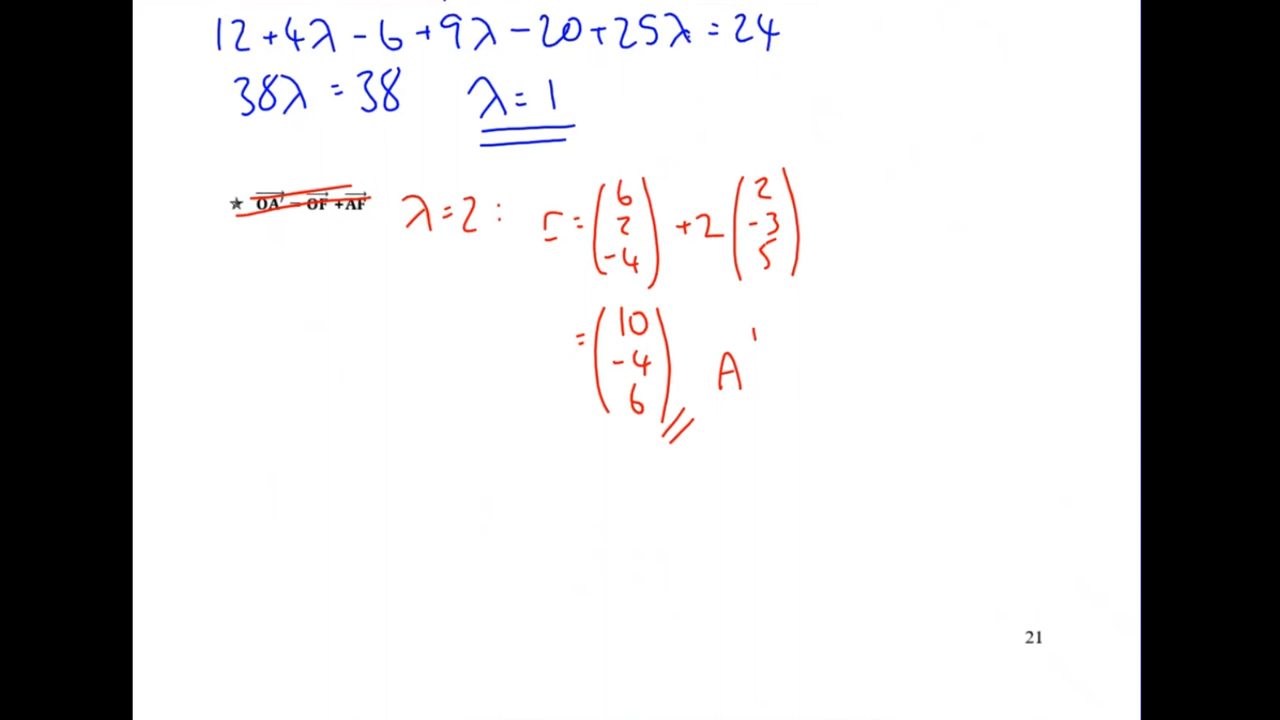 12 + 4λ - 6 + 9λ - 20 + 25λ = 24
38λ = 38 λ = 1
★ OA' = OF + AF λ = 2 : r = (6 2 -4) + 2 (2 -3 5)
= (10 -4 6) A'
21